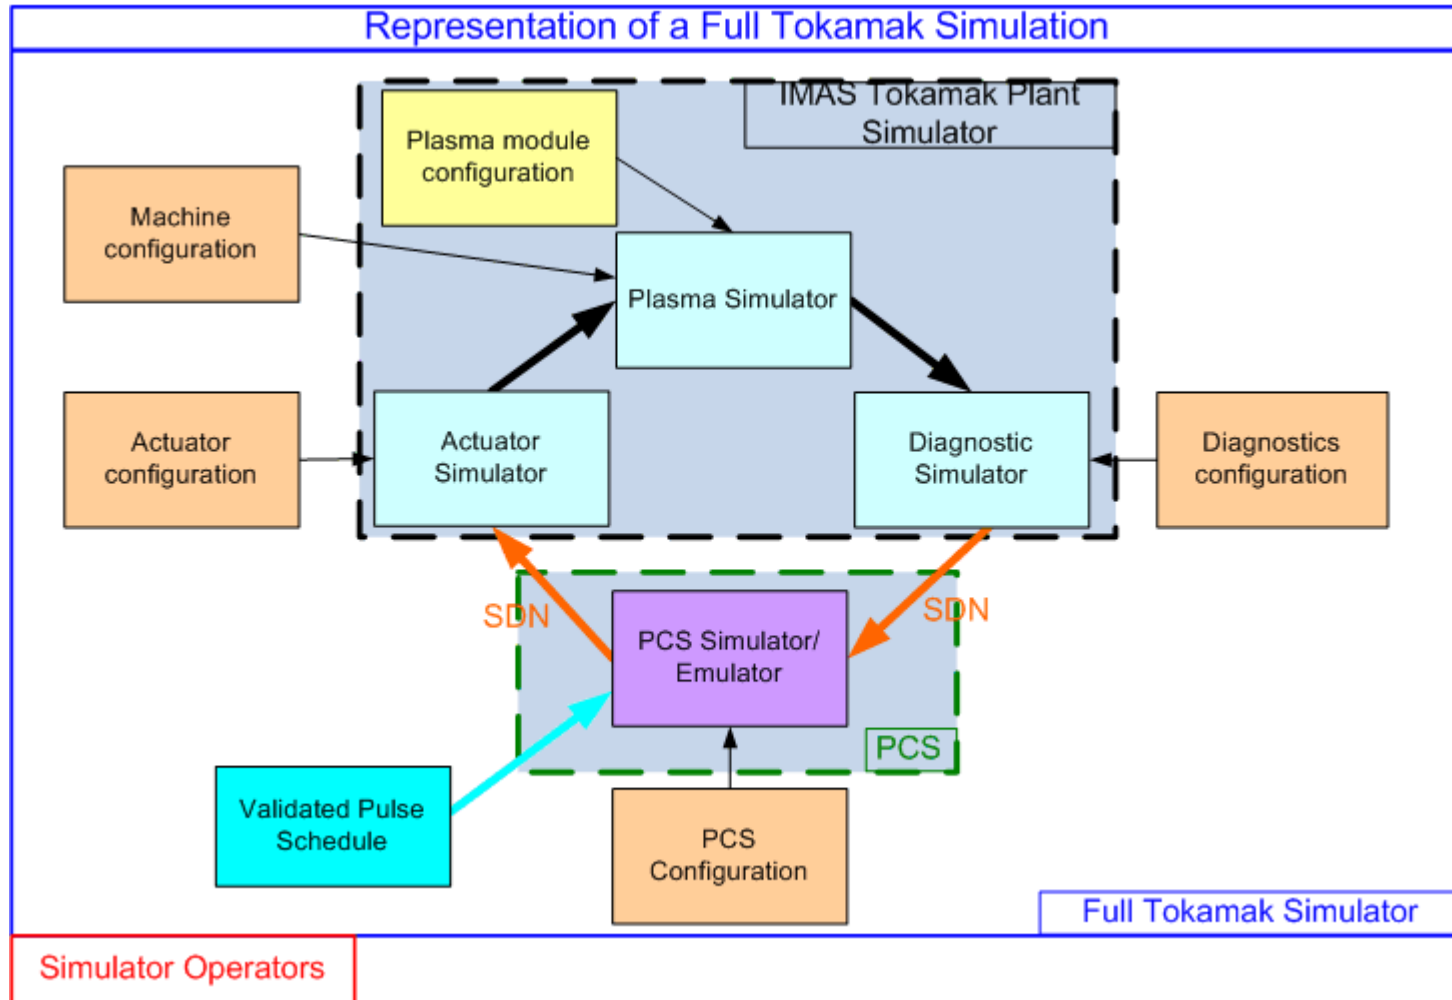 Representation of a Full Tokamak Simulation
IMAS Tokamak Plant
Simulator
Plasma module
configuration
Machine
configuration
Plasma Simulator
Actuator
configuration
Actuator
Simulator
Diagnostic
Simulator
Diagnostics
configuration
SDN
SDN
PCS Simulator/
Emulator
PCS
Validated Pulse
Schedule
PCS
Configuration
Full Tokamak Simulator
Simulator Operators